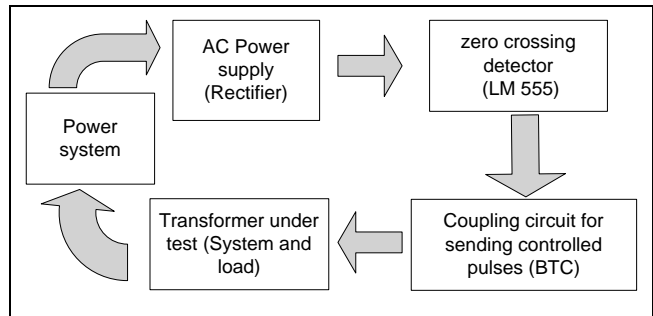 AC Power
supply
(Rectifier)
zero crossing
detector
(LM 555)
Power
system
Transformer under
test (System and
load)
Coupling circuit for
sending controlled
pulses (BTC)